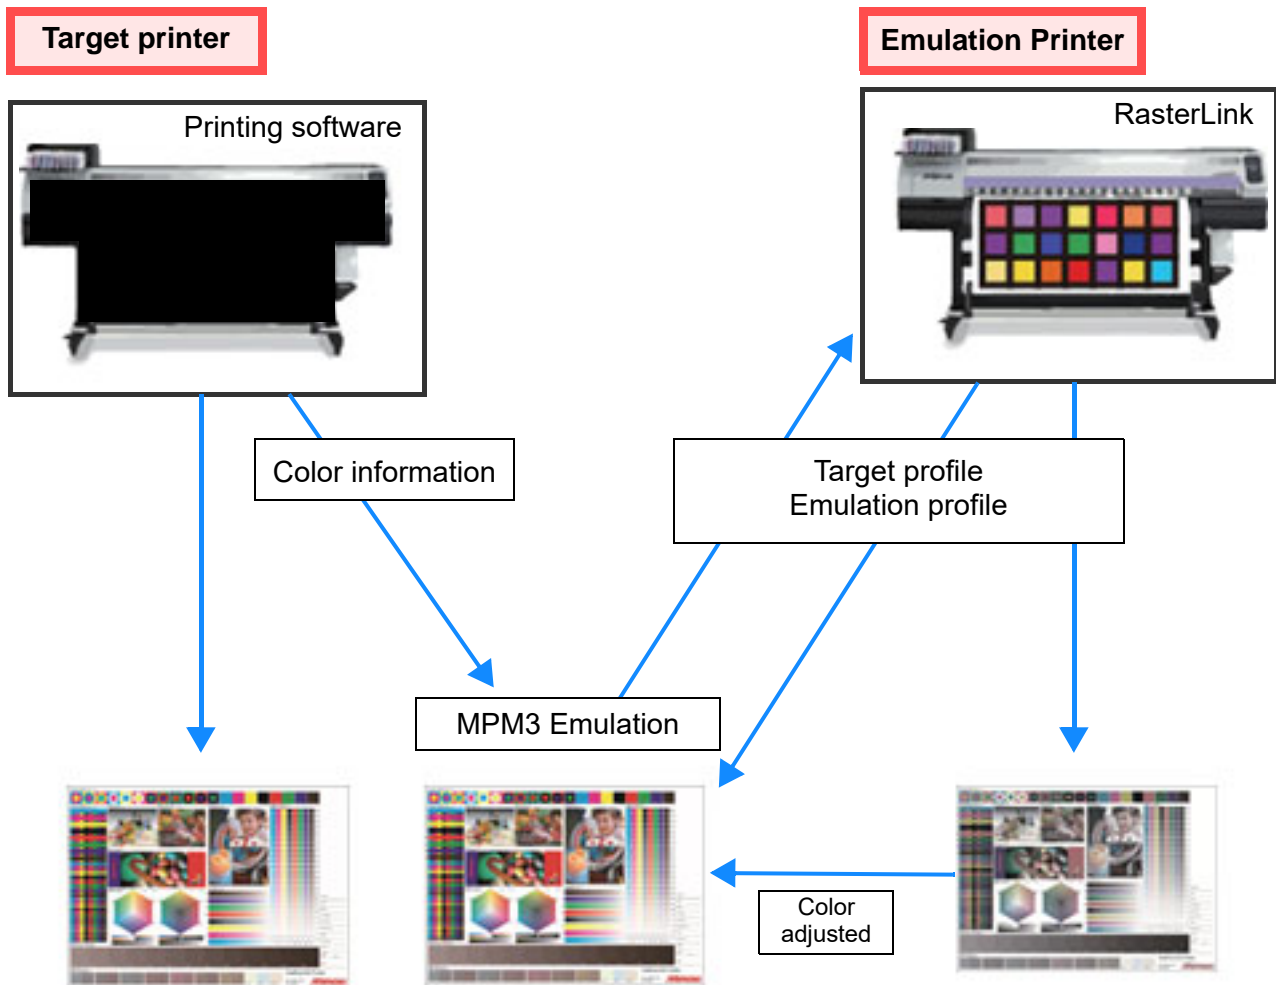 Target printer
Emulation Printer
Printing software
RasterLink
Color information
Target profile
Emulation profile
MPM3 Emulation
Color
adjusted